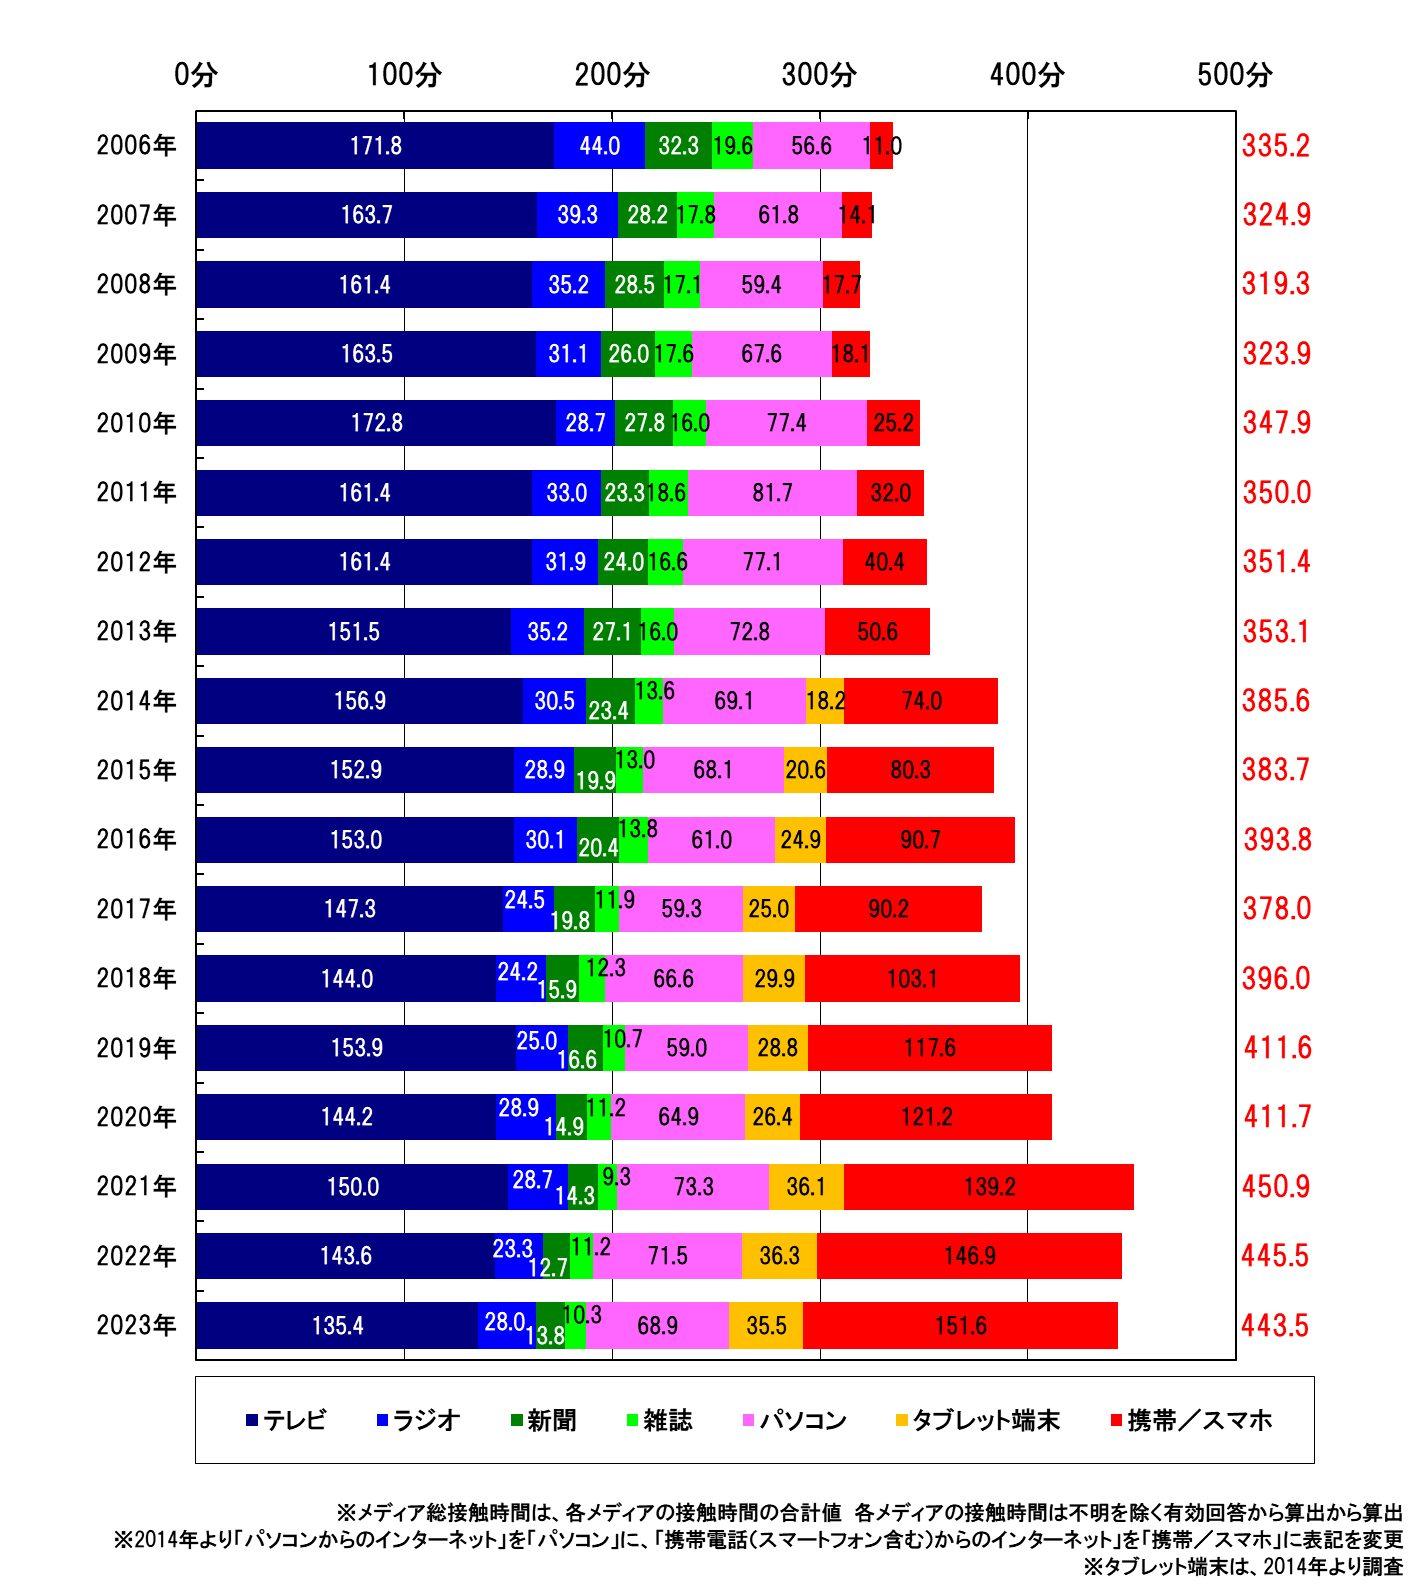 0分 100分 200分 300分 400分 500分
2006年 171.8 44.0 32.3 19.6 56.6 11.0 335.2
2007年 163.7 39.3 28.2 17.8 61.8 14.1 324.9
2008年 161.4 35.2 28.5 17.1 59.4 17.7 319.3
2009年 163.5 31.1 26.0 17.6 67.6 18.1 323.9
2010年 172.8 28.7 27.8 16.0 77.4 25.2 347.9
2011年 161.4 33.0 23.3 18.6 81.7 32.0 350.0
2012年 161.4 31.9 24.0 16.6 77.1 40.4 351.4
2013年 151.5 35.2 27.1 16.0 72.8 50.6 353.1
2014年 156.9 30.5 23.4 13.6 69.1 18.2 74.0 385.6
2015年 152.9 28.9 19.9 13.0 68.1 20.6 80.3 383.7
2016年 153.0 30.1 20.4 13.8 61.0 24.9 90.7 393.8
2017年 147.3 24.5 19.8 11.9 59.3 25.0 90.2 378.0
2018年 144.0 24.2 15.9 12.3 66.6 29.9 103.1 396.0
2019年 153.9 25.0 16.6 10.7 59.0 28.8 117.6 411.6
2020年 144.2 28.9 14.9 11.2 64.9 26.4 121.2 411.7
2021年 150.0 28.7 14.3 9.3 73.3 36.1 139.2 450.9
2022年 143.6 23.3 12.7 11.2 71.5 36.3 146.9 445.5
2023年 135.4 28.0 13.8 10.3 68.9 35.5 151.6 443.5
テレビ ラジオ 新聞 雑誌 パソコン タブレット端末 携帯／スマホ
※メディア総接触時間は、各メディアの接触時間の合計値 各メディアの接触時間は不明を除く有効回答から算出から算出
※2014年より「パソコンからのインターネット」を「パソコン」に、「携帯電話（スマートフォン含む）からのインターネット」を「携帯／スマホ」に表記を変更
※タブレット端末は、2014年より調査